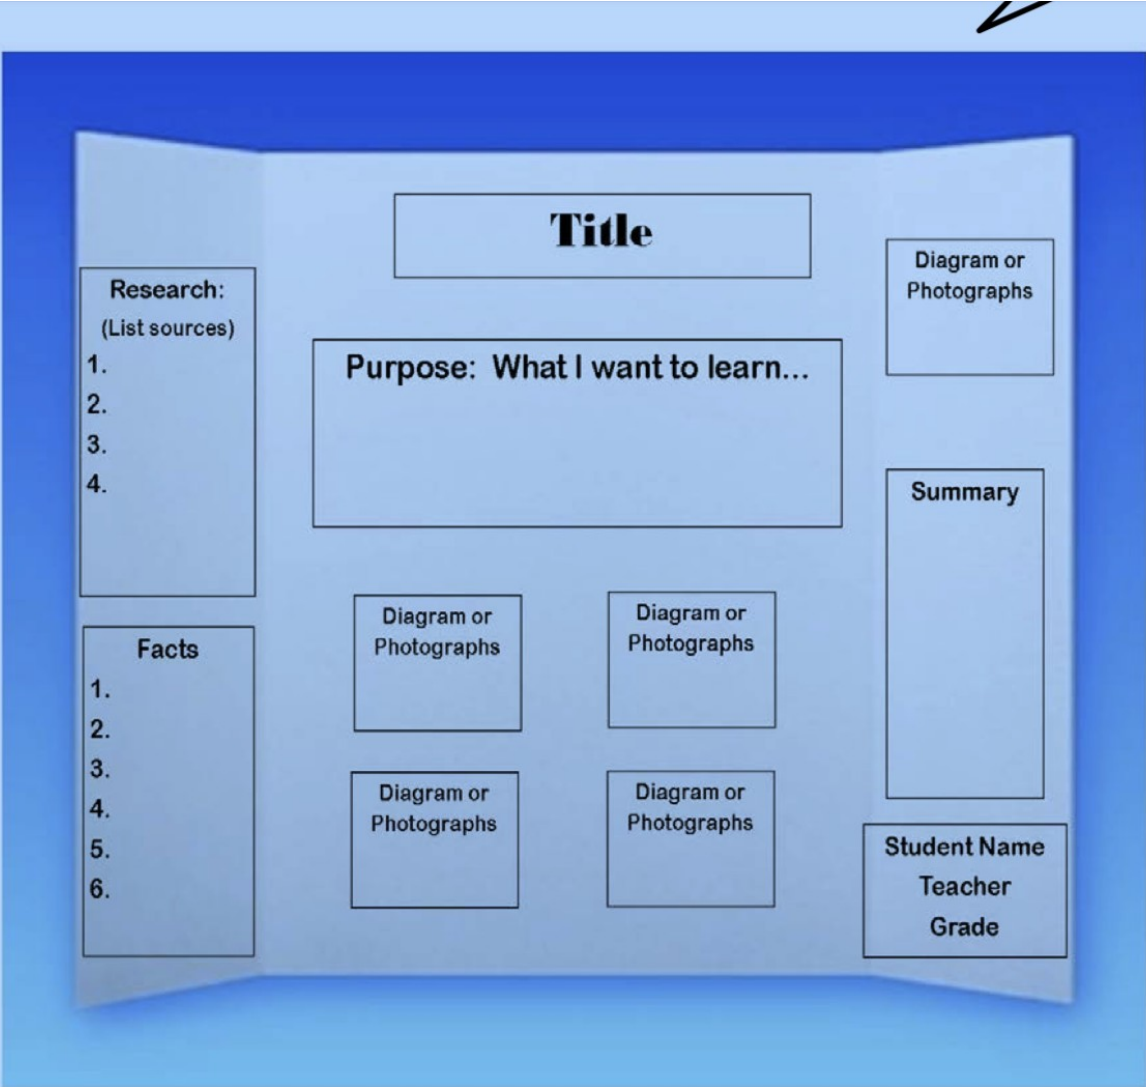 Title
Research:
(List sources)
1.
2.
3.
4.
Facts
1.
2.
3.
4.
5.
6.
Purpose: What I want to learn...
Diagram or
Photographs
Diagram or
Photographs
Diagram or
Photographs
Diagram or
Photographs
Diagram or
Photographs
Summary
Student Name
Teacher
Grade